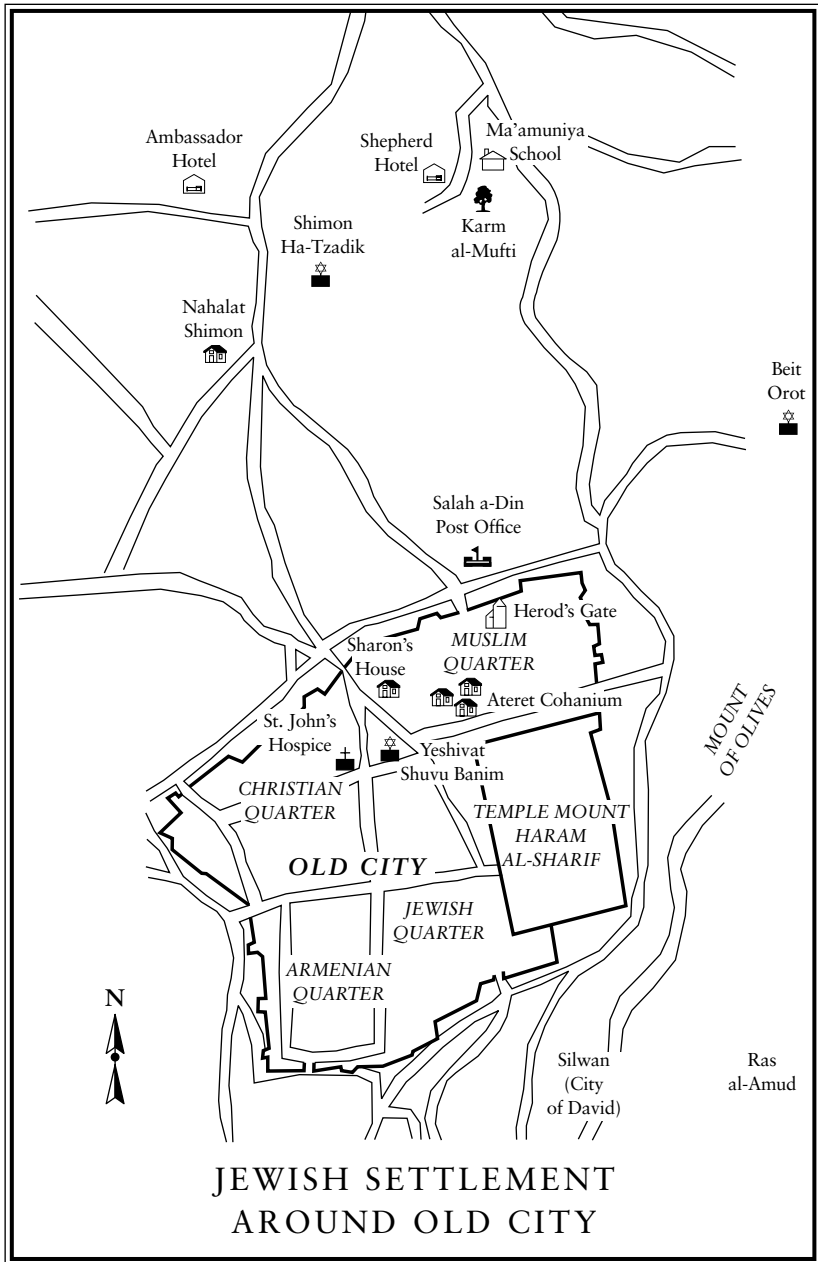 Ambassador
Hotel
Shepherd
Hotel
Ma’amuniya
School
Karm
al-Mufti
Shimon
Ha-Tzadik
Nahalat
Shimon
Beit
Orot
Salah a-Din
Post Office
Herod’s Gate
MUSLIM
QUARTER
Sharon’s
House
Ateret Cohanium
St. John’s
Hospice
Yeshivat
Shuvu Banim
MOUNT
OF OLIVES
CHRISTIAN
QUARTER
TEMPLE MOUNT
HARAM
AL-SHARIF
OLD CITY
JEWISH
QUARTER
ARMENIAN
QUARTER
N
Silwan
(City
of David)
Ras
al-Amud
JEWISH SETTLEMENT
AROUND OLD CITY